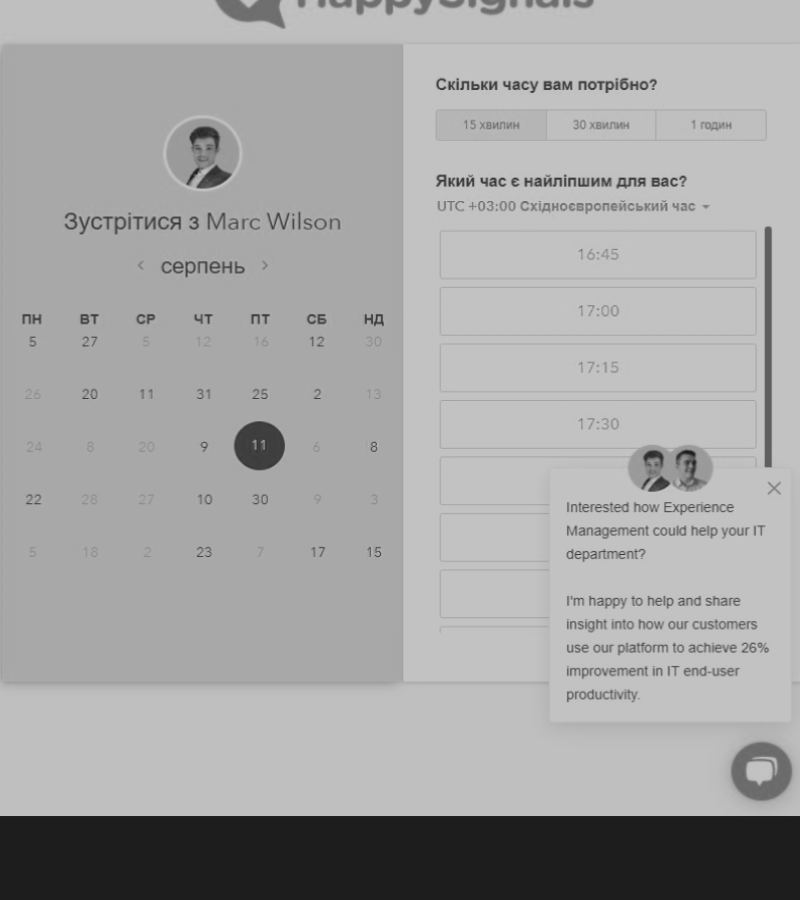 HappySignals
Зустрітися з Marc Wilson
серпень
ПН ВТ СР ЧТ ПТ СБ НД
5 27 5 12 16 12 30
26 20 11 31 25 2 13
24 8 20 9 11 6 8
22 28 27 10 30 9 3
5 18 2 23 7 17 15
Скільки часу вам потрібно?
15 хвилин 30 хвилин 1 годин
Який час є найліпшим для вас?
UTC +03:00 Східноєвропейський час
16:45
17:00
17:15
17:30
Interested how Experience
Management could help your IT
department?
I'm happy to help and share
insight into how our customers
use our platform to achieve 26%
improvement in IT end-user
productivity.